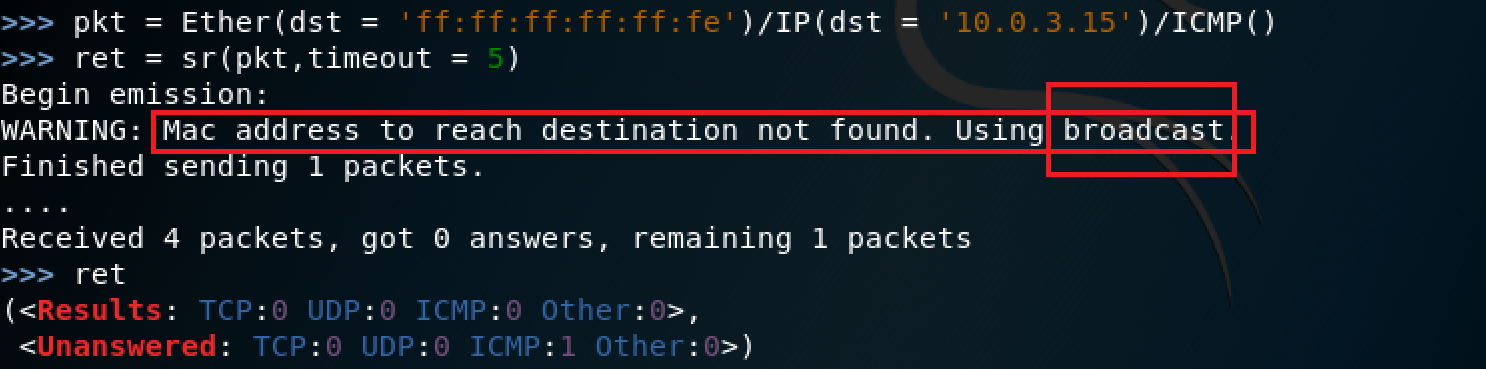 >>> pkt = Ether(dst = 'ff:ff:ff:ff:ff:fe')/IP(dst = '10.0.3.15')/ICMP()
>>> ret = sr(pkt,timeout = 5)
Begin emission:
WARNING: Mac address to reach destination not found. Using broadcast.
Finished sending 1 packets.
....
Received 4 packets, got 0 answers, remaining 1 packets
>>> ret
(<Results: TCP:0 UDP:0 ICMP:0 Other:0>,
 <Unanswered: TCP:0 UDP:0 ICMP:1 Other:0>)